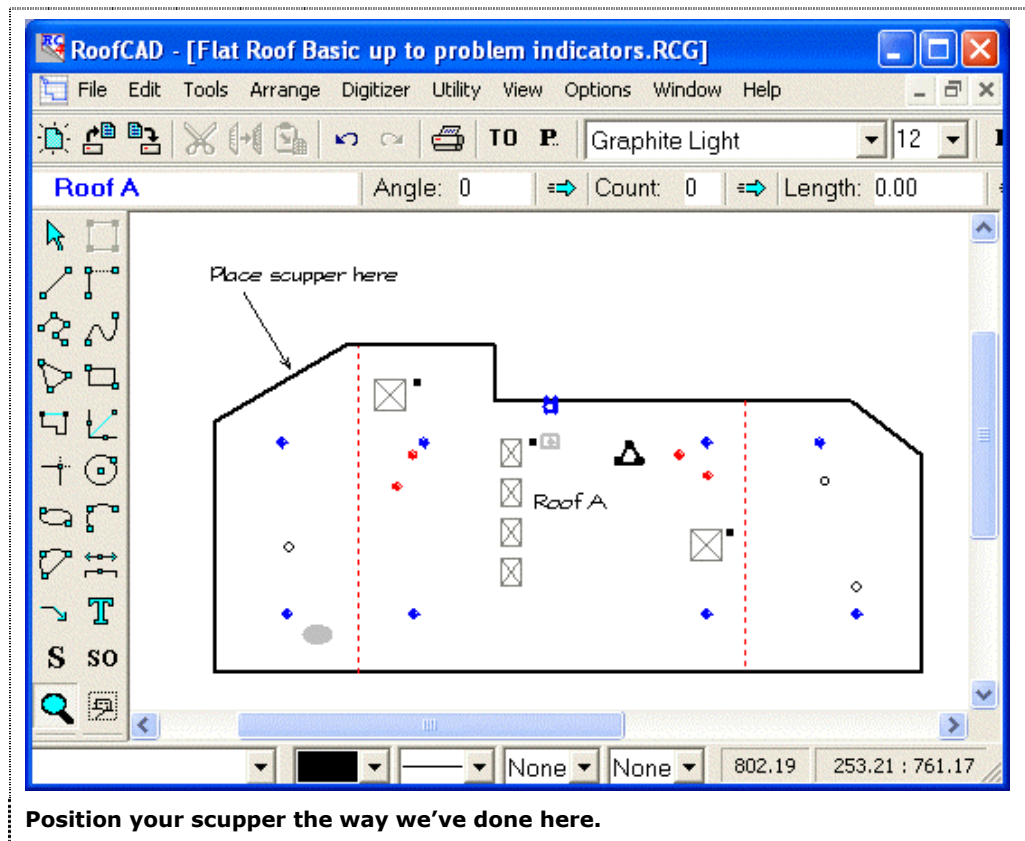 RoofCAD - [Flat Roof Basic up to problem indicators.RCG]
File Edit Tools Arrange Digitizer Utility View Options Window Help
TO P. Graphite Light 12
Roof A Angle: 0 Count: 0 Length: 0.00
Place scupper here
Roof A
S SO
None None 802.19 253.21 : 761.17
Position your scupper the way we’ve done here.